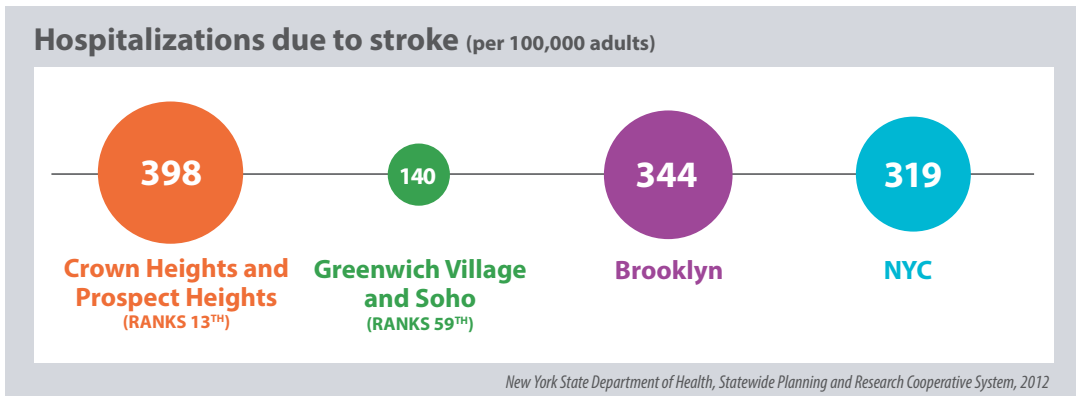 Hospitalizations due to stroke (per 100,000 adults)
398
140
344
319
Crown Heights and
Prospect Heights
(RANKS 13TH)
Greenwich Village
and Soho
(RANKS 59TH)
Brooklyn
NYC
New York State Department of Health, Statewide Planning and Research Cooperative System, 2012